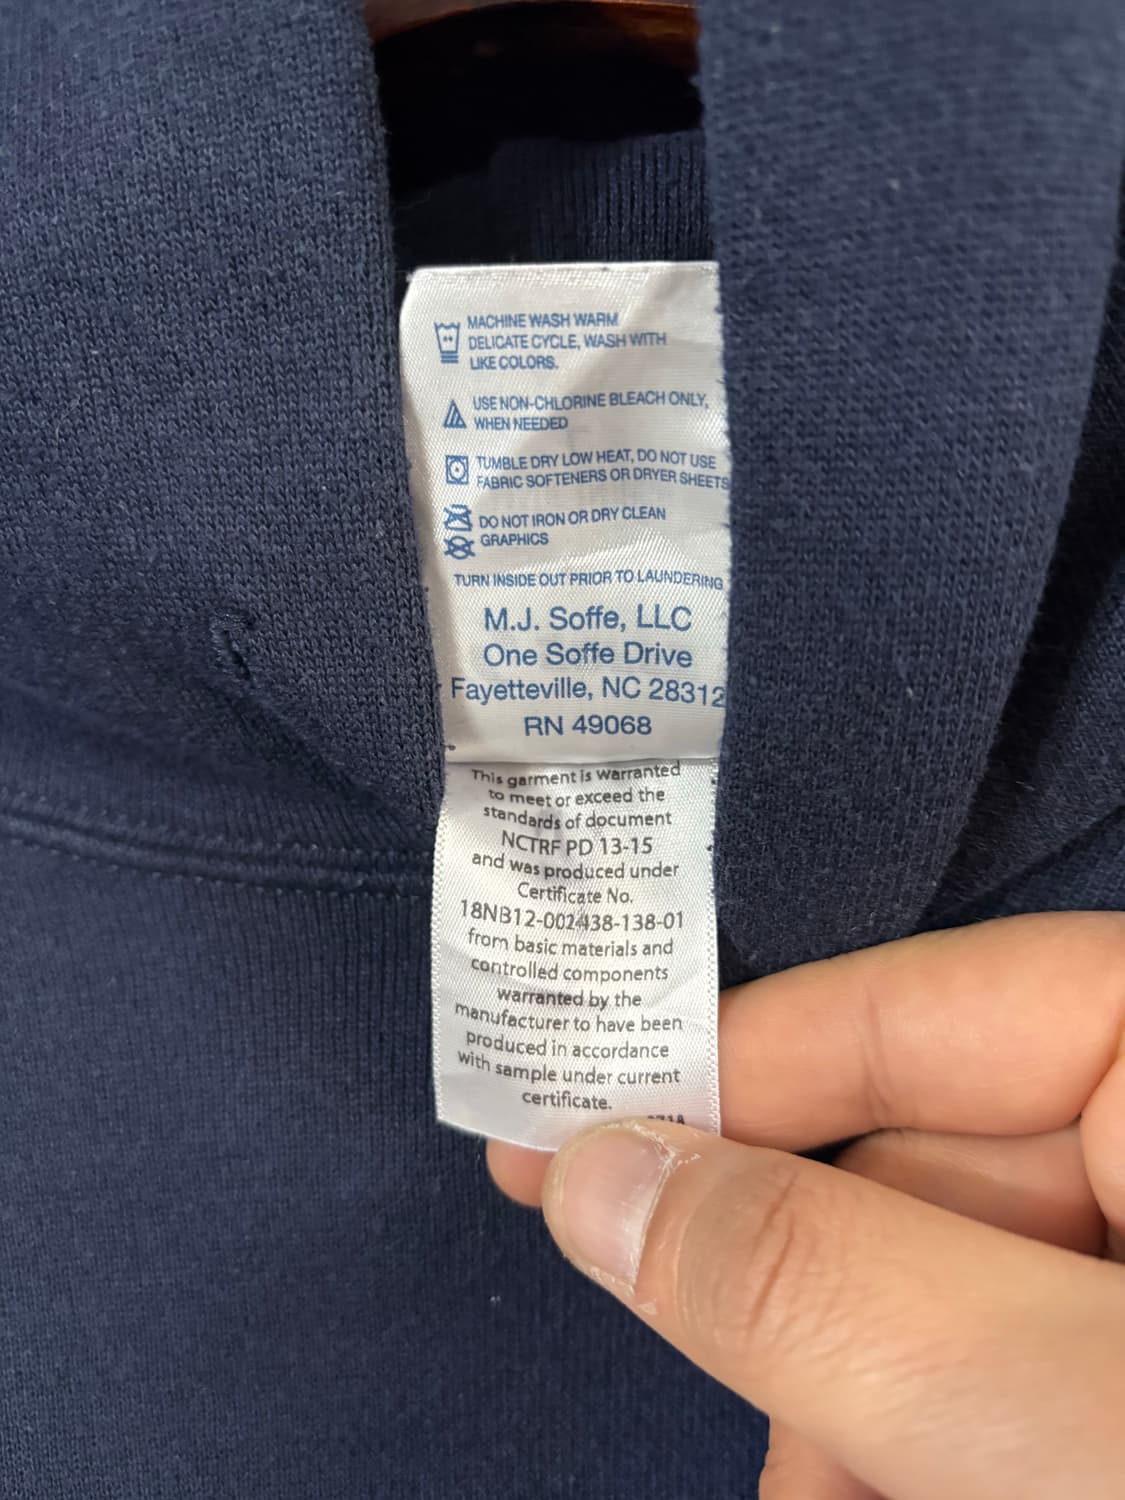 MACHINE WASH WARM
DELICATE CYCLE, WASH WITH
LIKE COLORS.
USE NON-CHLORINE BLEACH ONLY,
WHEN NEEDED
TUMBLE DRY LOW HEAT, DO NOT USE
FABRIC SOFTENERS OR DRYER SHEETS
DO NOT IRON OR DRY CLEAN
GRAPHICS
TURN INSIDE OUT PRIOR TO LAUNDERING
M.J. Soffe, LLC
One Soffe Drive
Fayetteville, NC 28312
RN 49068
This garment is warranted
to meet or exceed the
standards of document
NCTRF PD 13-15
and was produced under
Certificate No.
18NB12-002438-138-01
from basic materials and
controlled components
warranted by the
manufacturer to have been
produced in accordance
with sample under current
certificate.